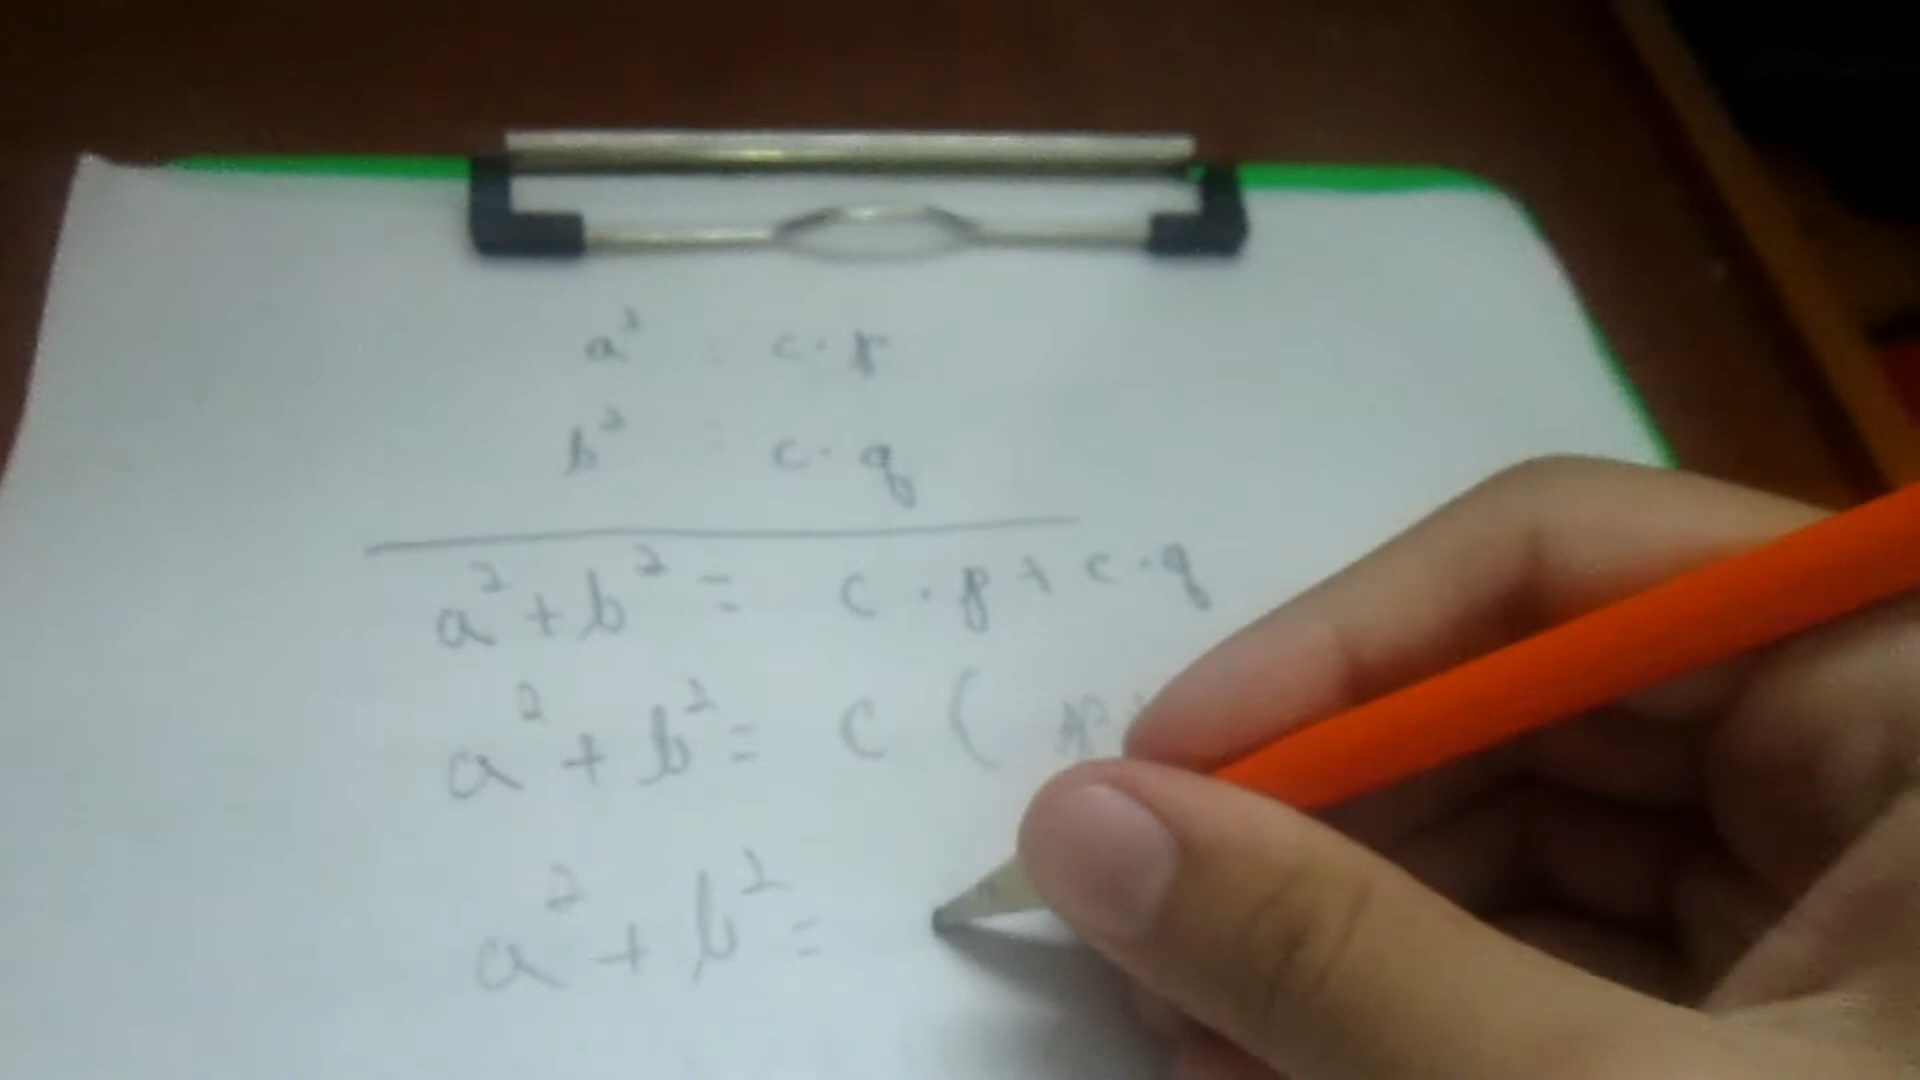 a² = c · p
b² = c · q
a² + b² = c · p + c · q
a² + b² = c (
a² + b² =